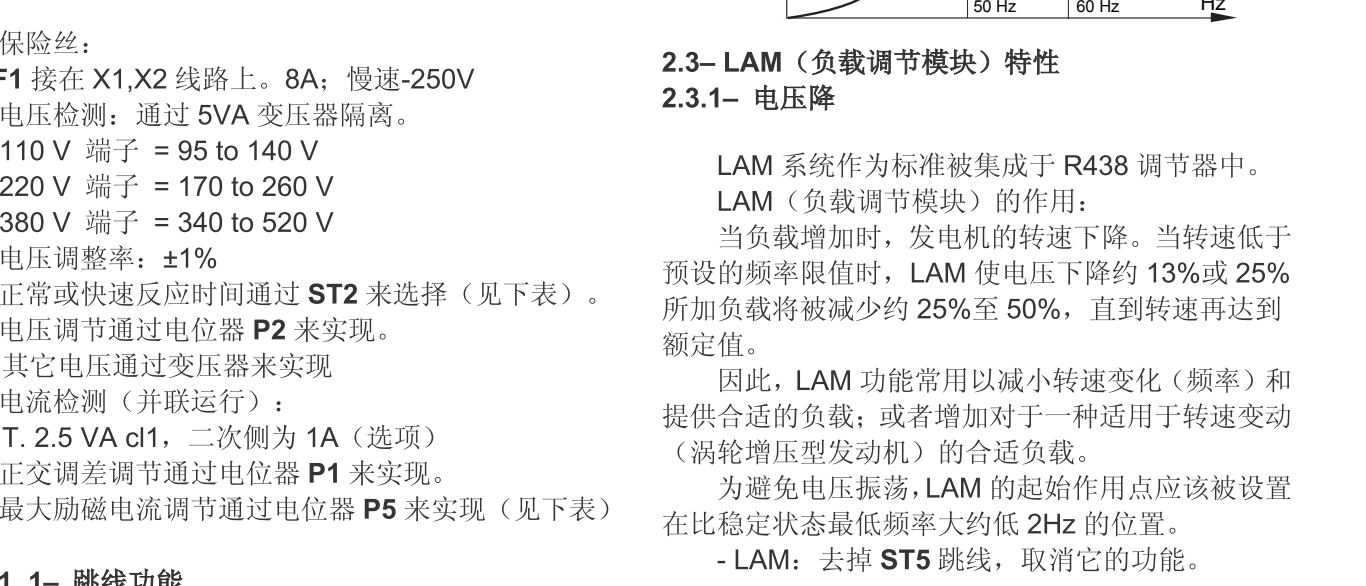 保险丝：
F1 接在 X1,X2 线路上。8A；慢速-250V
电压检测：通过 5VA 变压器隔离。
110 V 端子 = 95 to 140 V
220 V 端子 = 170 to 260 V
380 V 端子 = 340 to 520 V
电压调整率：±1%
正常或快速反应时间通过 ST2 来选择（见下表）。
电压调节通过电位器 P2 来实现。
其它电压通过变压器来实现
电流检测（并联运行）：
T. 2.5 VA cl1，二次侧为 1A（选项）
正交调差调节通过电位器 P1 来实现。
最大励磁电流调节通过电位器 P5 来实现（见下表）
1. 1– 跳线功能
50 Hz 60 Hz Hz
2.3– LAM（负载调节模块）特性
2.3.1– 电压降
LAM 系统作为标准被集成于 R438 调节器中。
LAM（负载调节模块）的作用：
当负载增加时，发电机的转速下降。当转速低于
预设的频率限值时，LAM 使电压下降约 13%或 25%
所加负载将被减少约 25%至 50%，直到转速再达到
额定值。
因此，LAM 功能常用以减小转速变化（频率）和
提供合适的负载；或者增加对于一种适用于转速变动
（涡轮增压型发动机）的合适负载。
为避免电压振荡，LAM 的起始作用点应该被设置
在比稳定状态最低频率大约低 2Hz 的位置。
- LAM：去掉 ST5 跳线，取消它的功能。